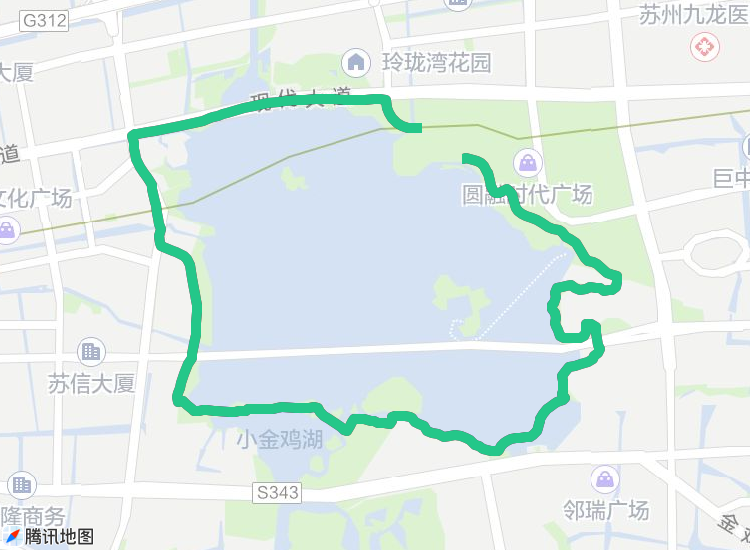 G312
苏州九龙医
大厦
玲珑湾花园
现代大道
道
文化广场
圆融时代广场
巨中
苏信大厦
小金鸡湖
S343
隆商务
邻瑞广场
金鸡
腾讯地图